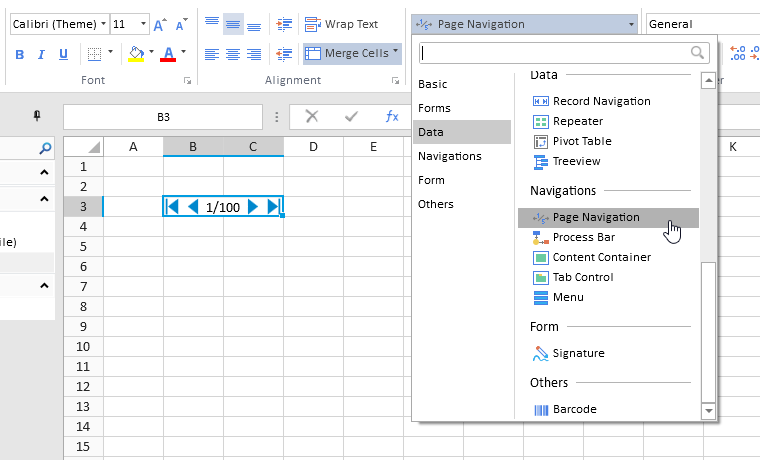 Calibri (Theme) 11 A A Wrap Text Page Navigation General
B I U A Merge Cells
Font Alignment
B3 fx
A B C D E K
1
2
3 1/100
4
5
6
7
8
9
10
11
12
13
14
15
ile)
Basic
Forms
Data
Navigations
Form
Others
Data
Record Navigation
Repeater
Pivot Table
Treeview
Navigations
Page Navigation
Process Bar
Content Container
Tab Control
Menu
Form
Signature
Others
Barcode